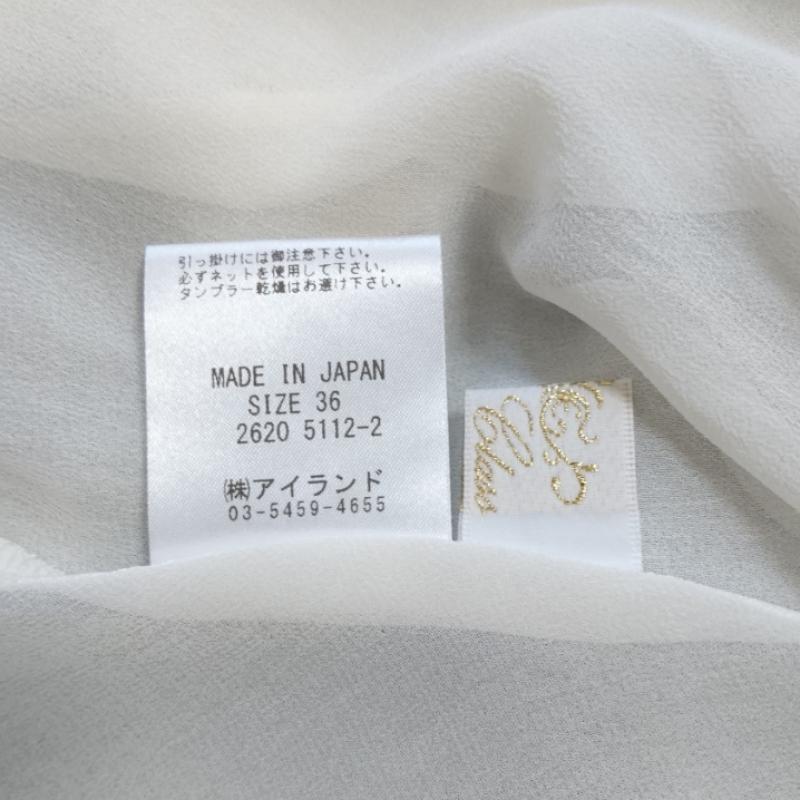 引っ掛けには御注意下さい。
必ずネットを使用して下さい。
タンブラー乾燥はお避け下さい。
MADE IN JAPAN
SIZE 36
2620 5112-2
㈱アイランド
03-5459-4655